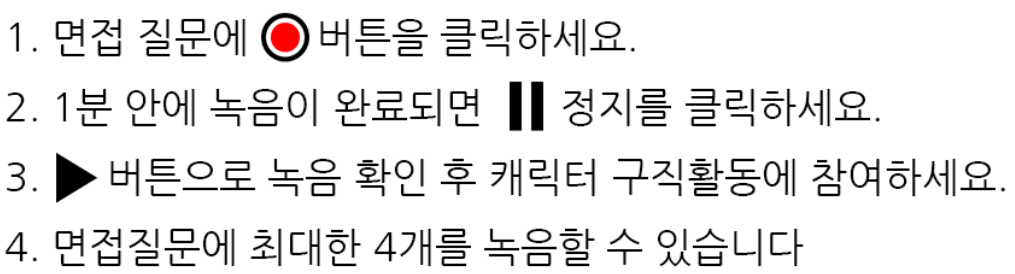 1. 면접 질문에 버튼을 클릭하세요.
2. 1분 안에 녹음이 완료되면 정지를 클릭하세요.
3. 버튼으로 녹음 확인 후 캐릭터 구직활동에 참여하세요.
4. 면접질문에 최대한 4개를 녹음할 수 있습니다